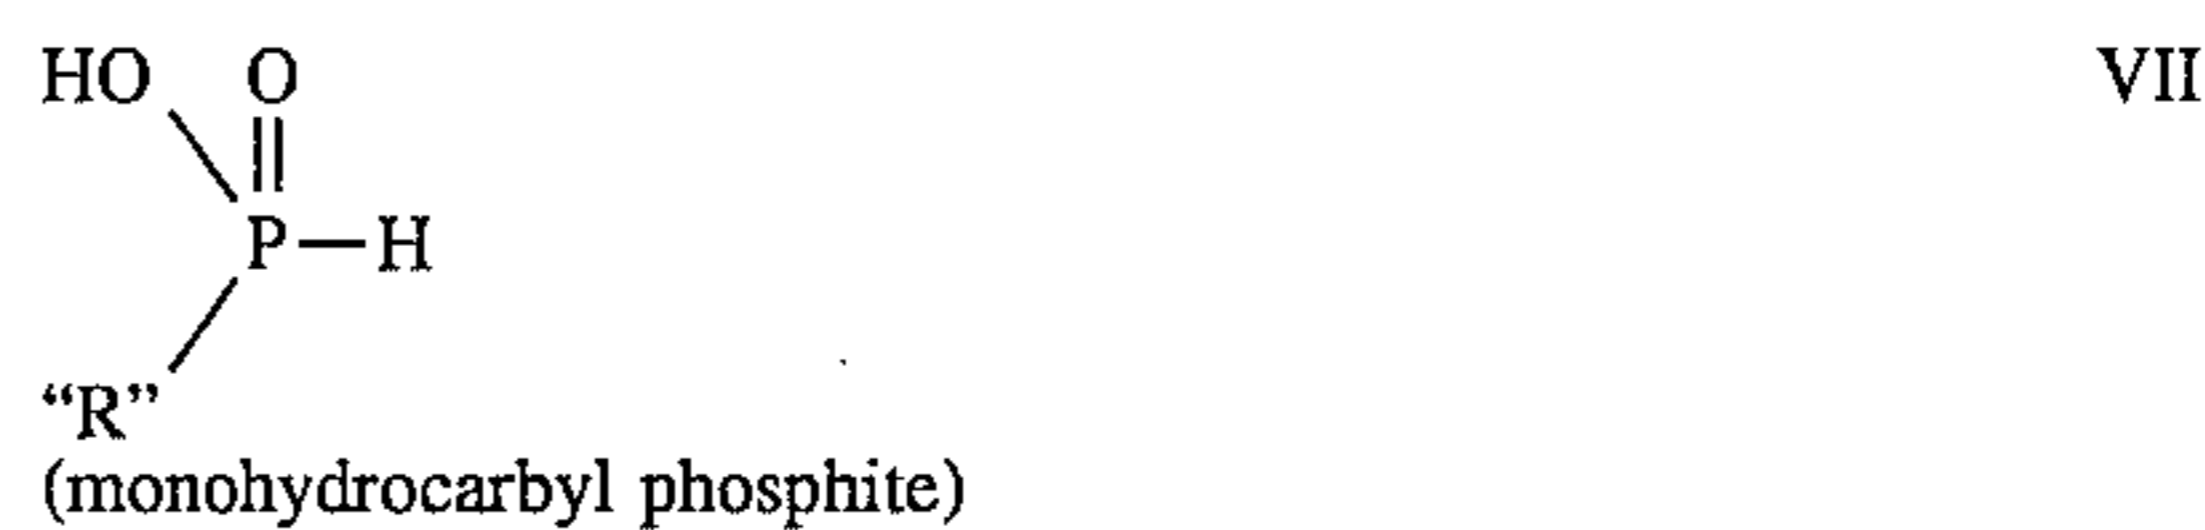 HO O VII
P—H
“R”
(monohydrocarbyl phosphite)